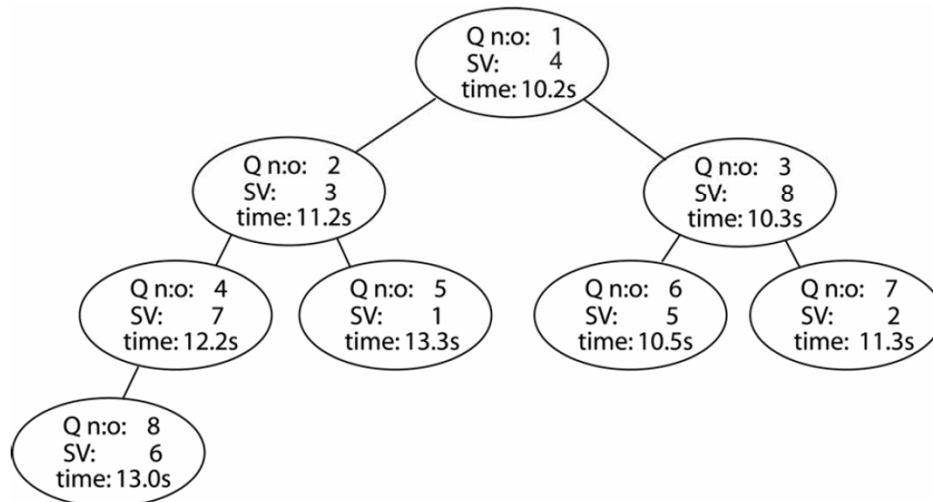 Q n:o: 1
SV: 4
time: 10.2s
Q n:o: 2
SV: 3
time: 11.2s
Q n:o: 3
SV: 8
time: 10.3s
Q n:o: 4
SV: 7
time: 12.2s
Q n:o: 5
SV: 1
time: 13.3s
Q n:o: 6
SV: 5
time: 10.5s
Q n:o: 7
SV: 2
time: 11.3s
Q n:o: 8
SV: 6
time: 13.0s